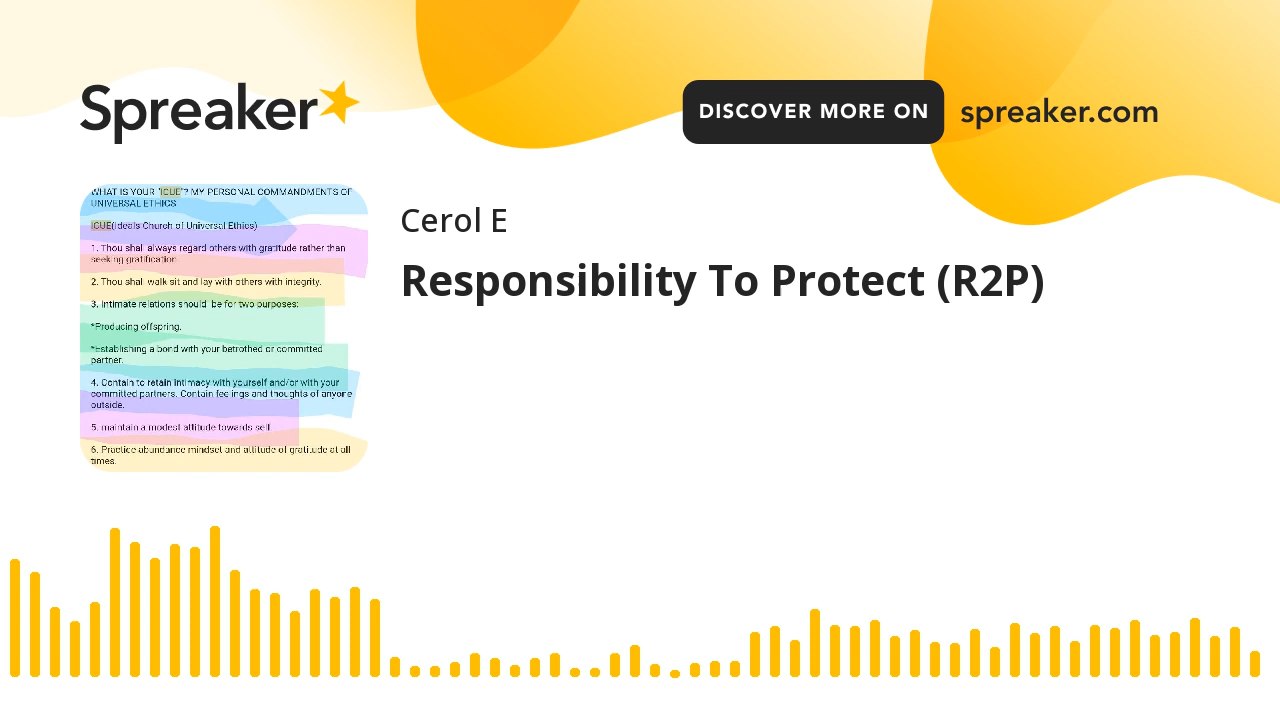 Spreaker
DISCOVER MORE ON
spreaker.com
WHAT IS YOUR 'ICUE'? MY PERSONAL COMMANDMENTS OF
UNIVERSAL ETHICS
ICUE(Ideals Church of Universal Ethics)
1. Thou shall always regard others with gratitude rather than
seeking gratification.
2. Thou shall walk sit and lay with others with integrity.
3. Intimate relations should be for two purposes:
*Producing offspring.
*Establishing a bond with your betrothed or committed
partner.
4. Contain to retain intimacy with yourself and/or with your
committed partners. Contain feelings and thoughts of anyone
outside.
5. maintain a modest attitude towards self.
6. Practice abundance mindset and attitude of gratitude at all
times.
Cerol E
Responsibility To Protect (R2P)